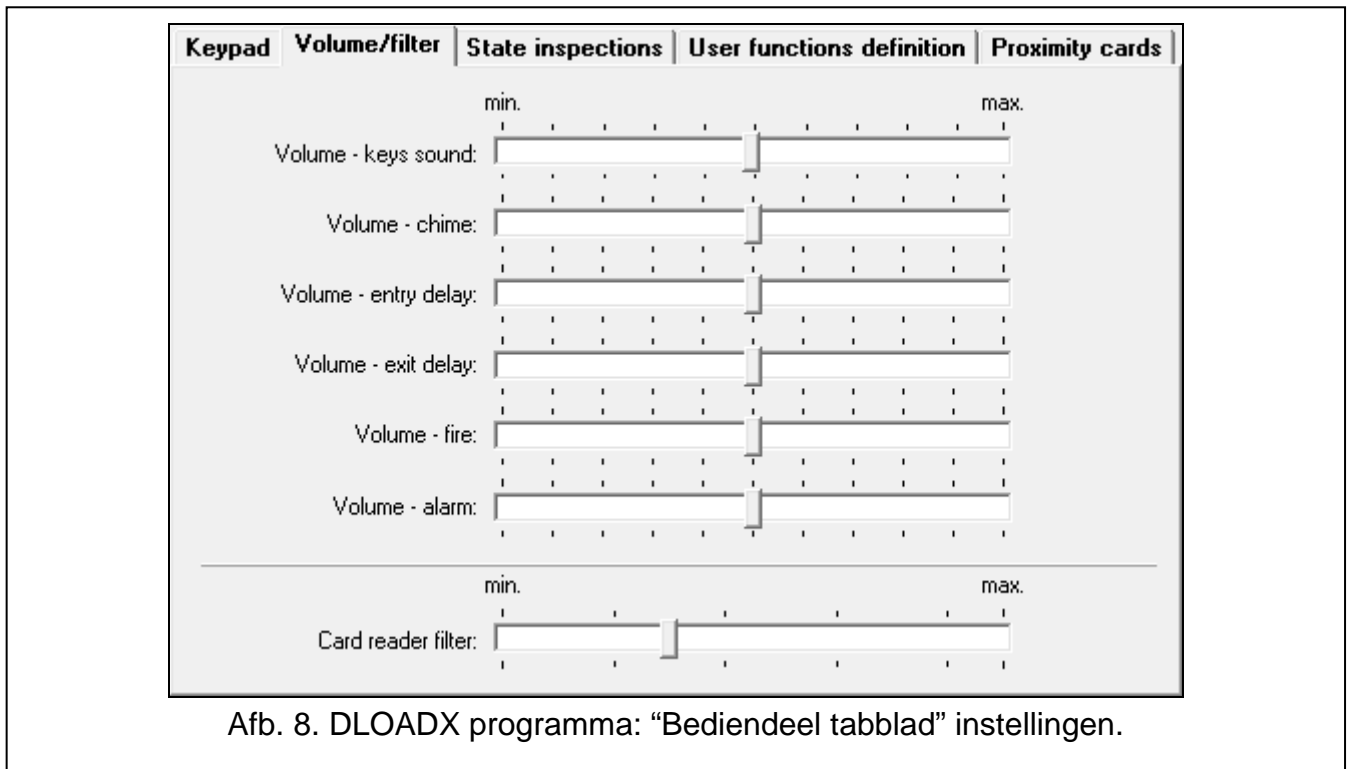 Keypad Volume/filter State inspections User functions definition Proximity cards
min. max.
Volume - keys sound:
Volume - chime:
Volume - entry delay:
Volume - exit delay:
Volume - fire:
Volume - alarm:
min. max.
Card reader filter:
Afb. 8. DLOADX programma: “Bediendeel tabblad” instellingen.